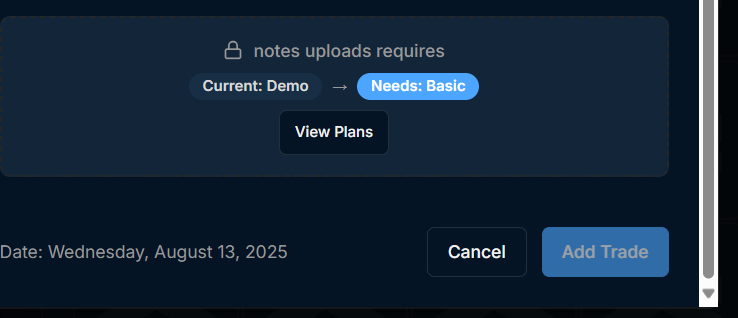 notes uploads requires
Current: Demo → Needs: Basic
View Plans
Date: Wednesday, August 13, 2025
Cancel
Add Trade